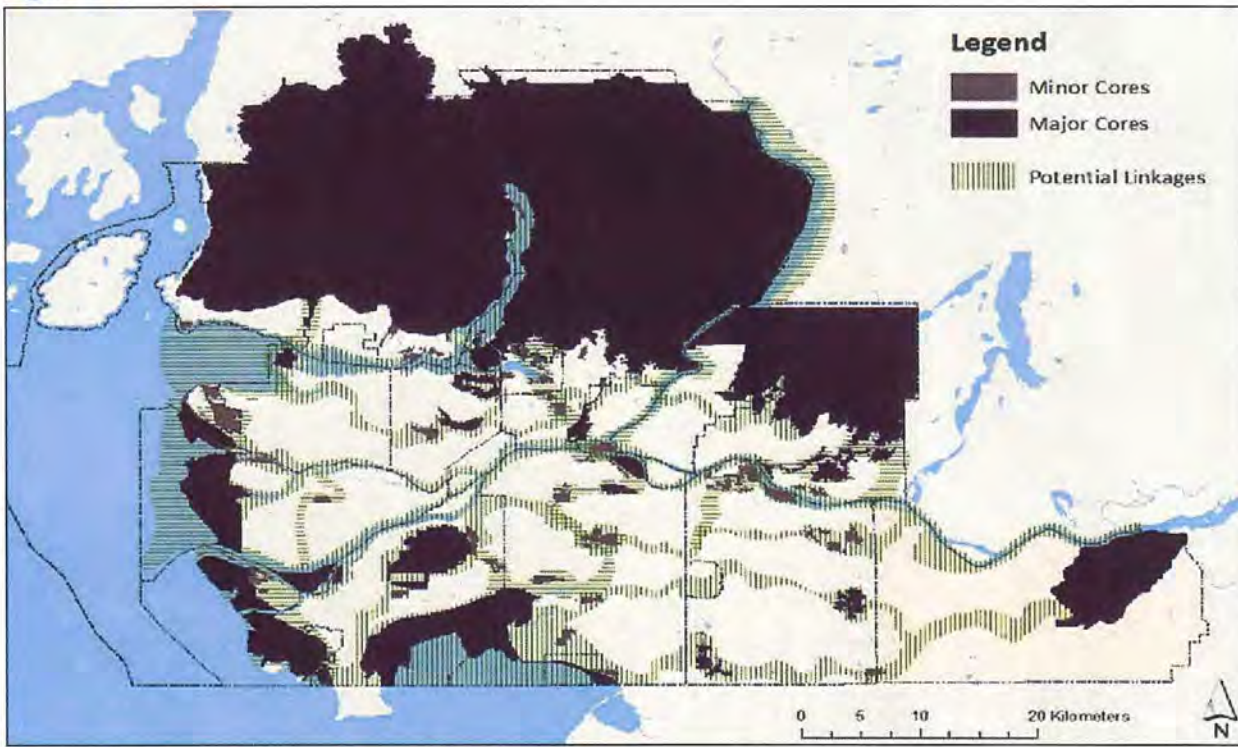 Legend
Minor Cores
Major Cores
Potential Linkages
0 5 10 20 Kilometers
N